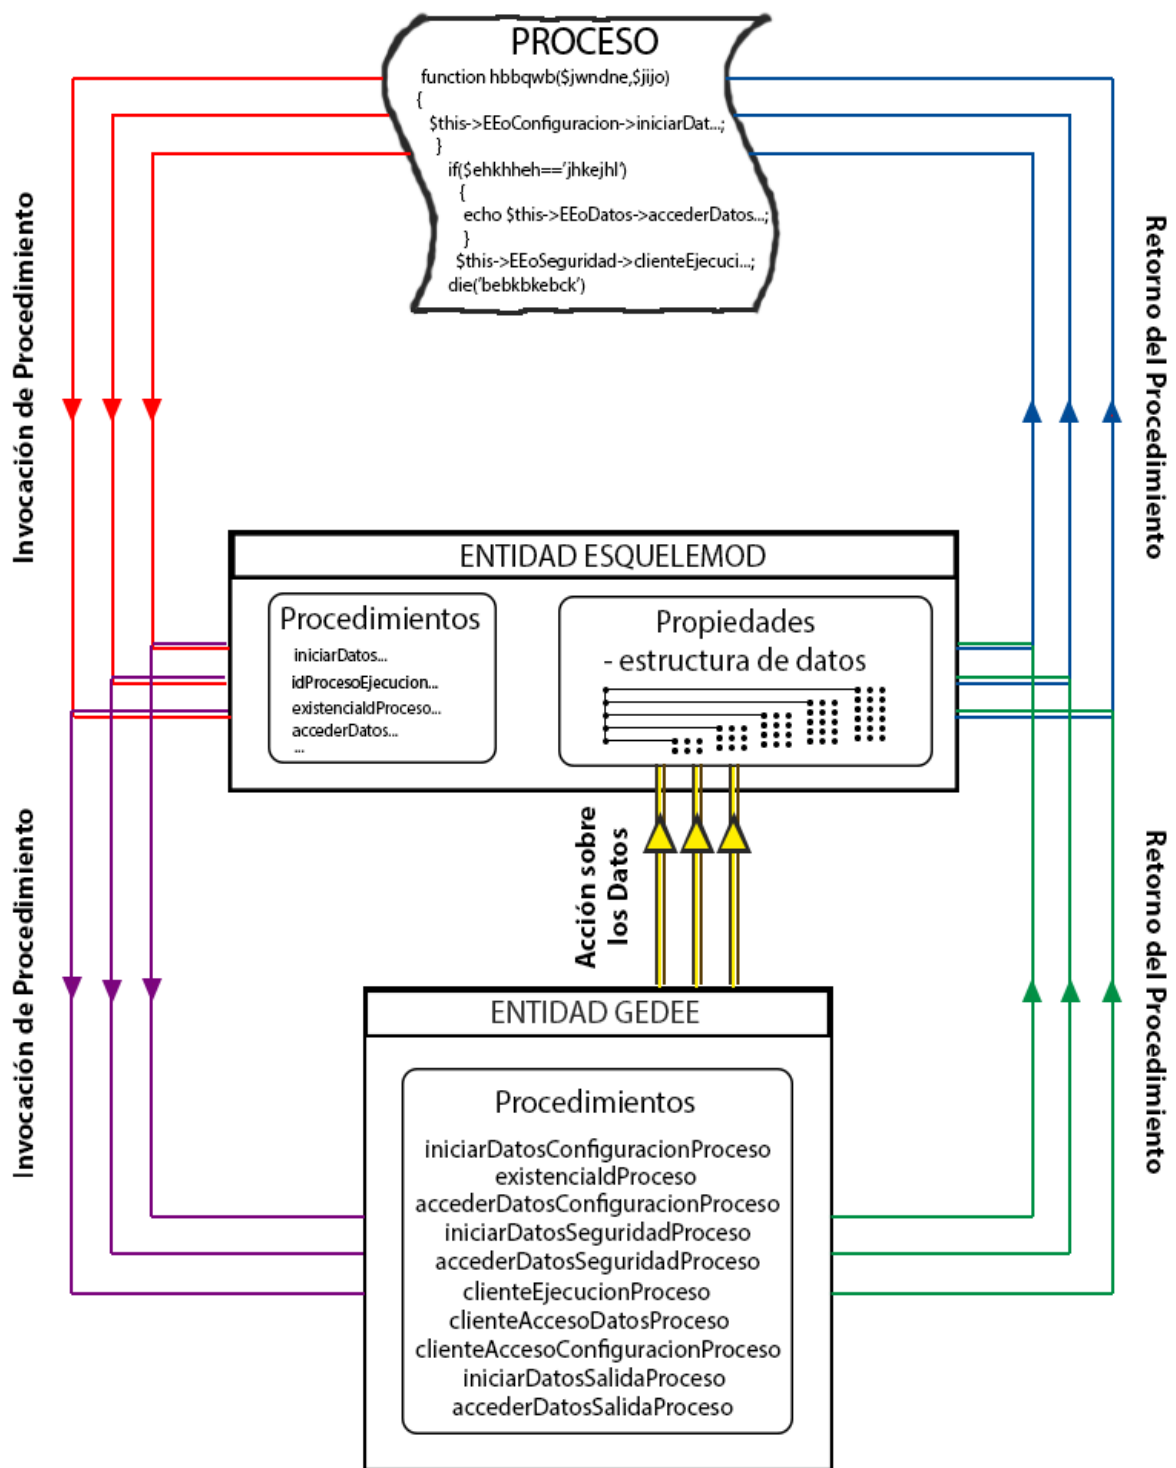 PROCESO
function hbbqwb($jwndne,$jijo)
{
$this->EEoConfiguracion->iniciarDat...;
}
if($ehkhheh=='jhkejhl')
{
echo $this->EEoDatos->accederDatos...;
}
$this->EEoSeguridad->clienteEjecuci...;
die('bebkbkebck')
Invocación de Procedimiento
Retorno del Procedimiento
ENTIDAD ESQUELEMOD
Procedimientos
iniciarDatos...
idProcesoEjecucion...
existenciaIdProceso...
accederDatos...
...
Propiedades
- estructura de datos
Invocación de Procedimiento
Acción sobre
los Datos
Retorno del Procedimiento
ENTIDAD GEDEE
Procedimientos
iniciarDatosConfiguracionProceso
existenciaIdProceso
accederDatosConfiguracionProceso
iniciarDatosSeguridadProceso
accederDatosSeguridadProceso
clienteEjecucionProceso
clienteAccesoDatosProceso
clienteAccesoConfiguracionProceso
iniciarDatosSalidaProceso
accederDatosSalidaProceso